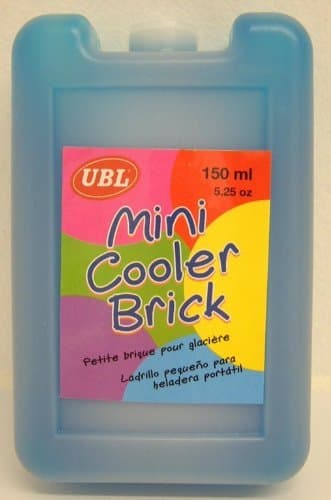 UBL
150 ml
5.25 oz
Mini
Cooler
Brick
Petite brique pour glacière
Ladrillo pequeño para
heladera portátil